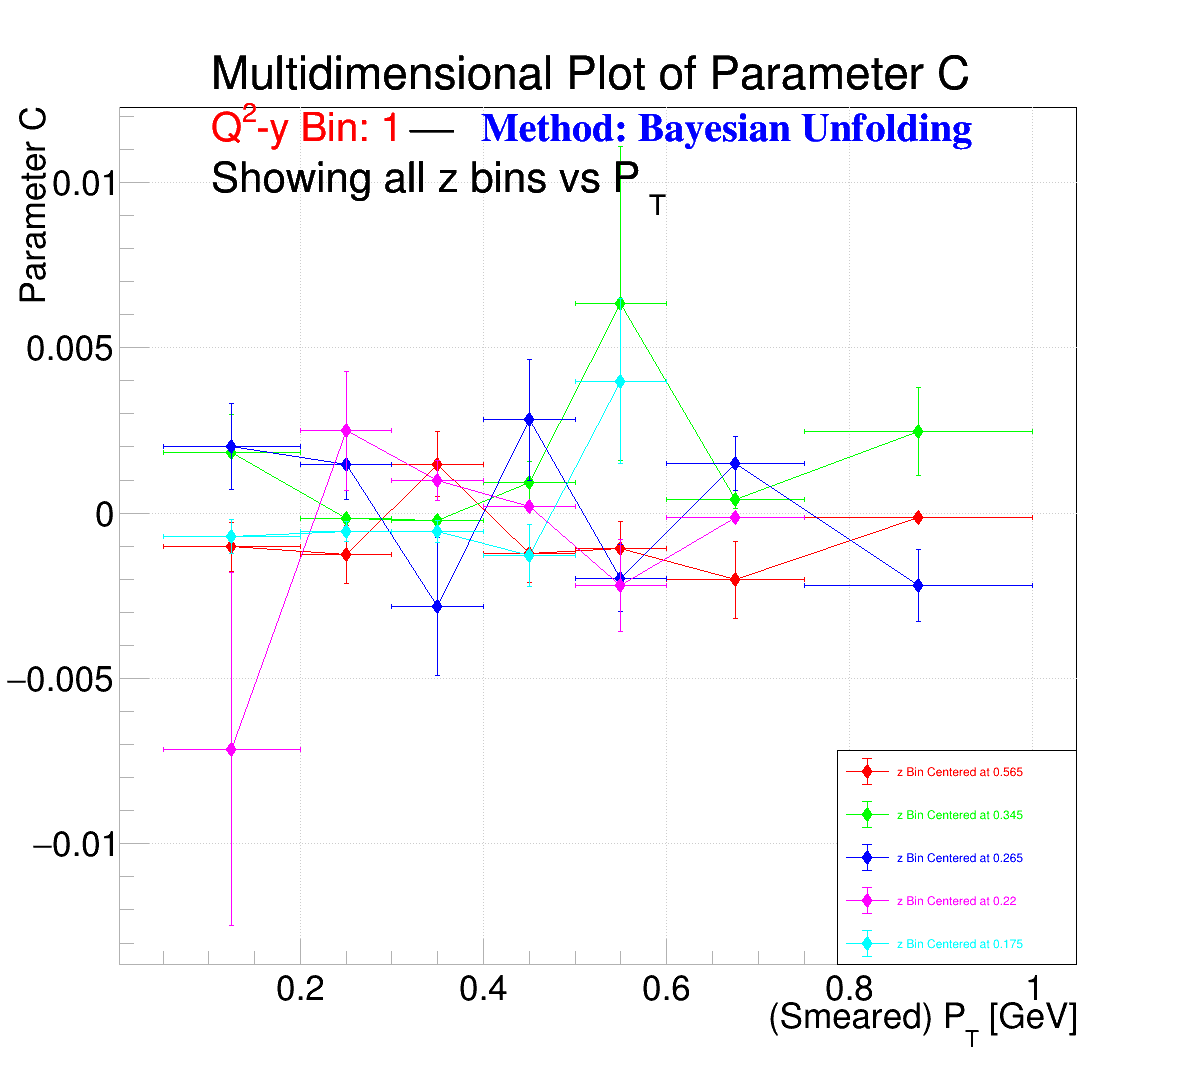 Multidimensional Plot of Parameter C
Q²-y Bin: 1 — Method: Bayesian Unfolding
Showing all z bins vs P_T
Parameter C
0.01
0.005
0
−0.005
−0.01
z Bin Centered at 0.565
z Bin Centered at 0.345
z Bin Centered at 0.265
z Bin Centered at 0.22
z Bin Centered at 0.175
0.2 0.4 0.6 0.8 1
(Smeared) P_T [GeV]